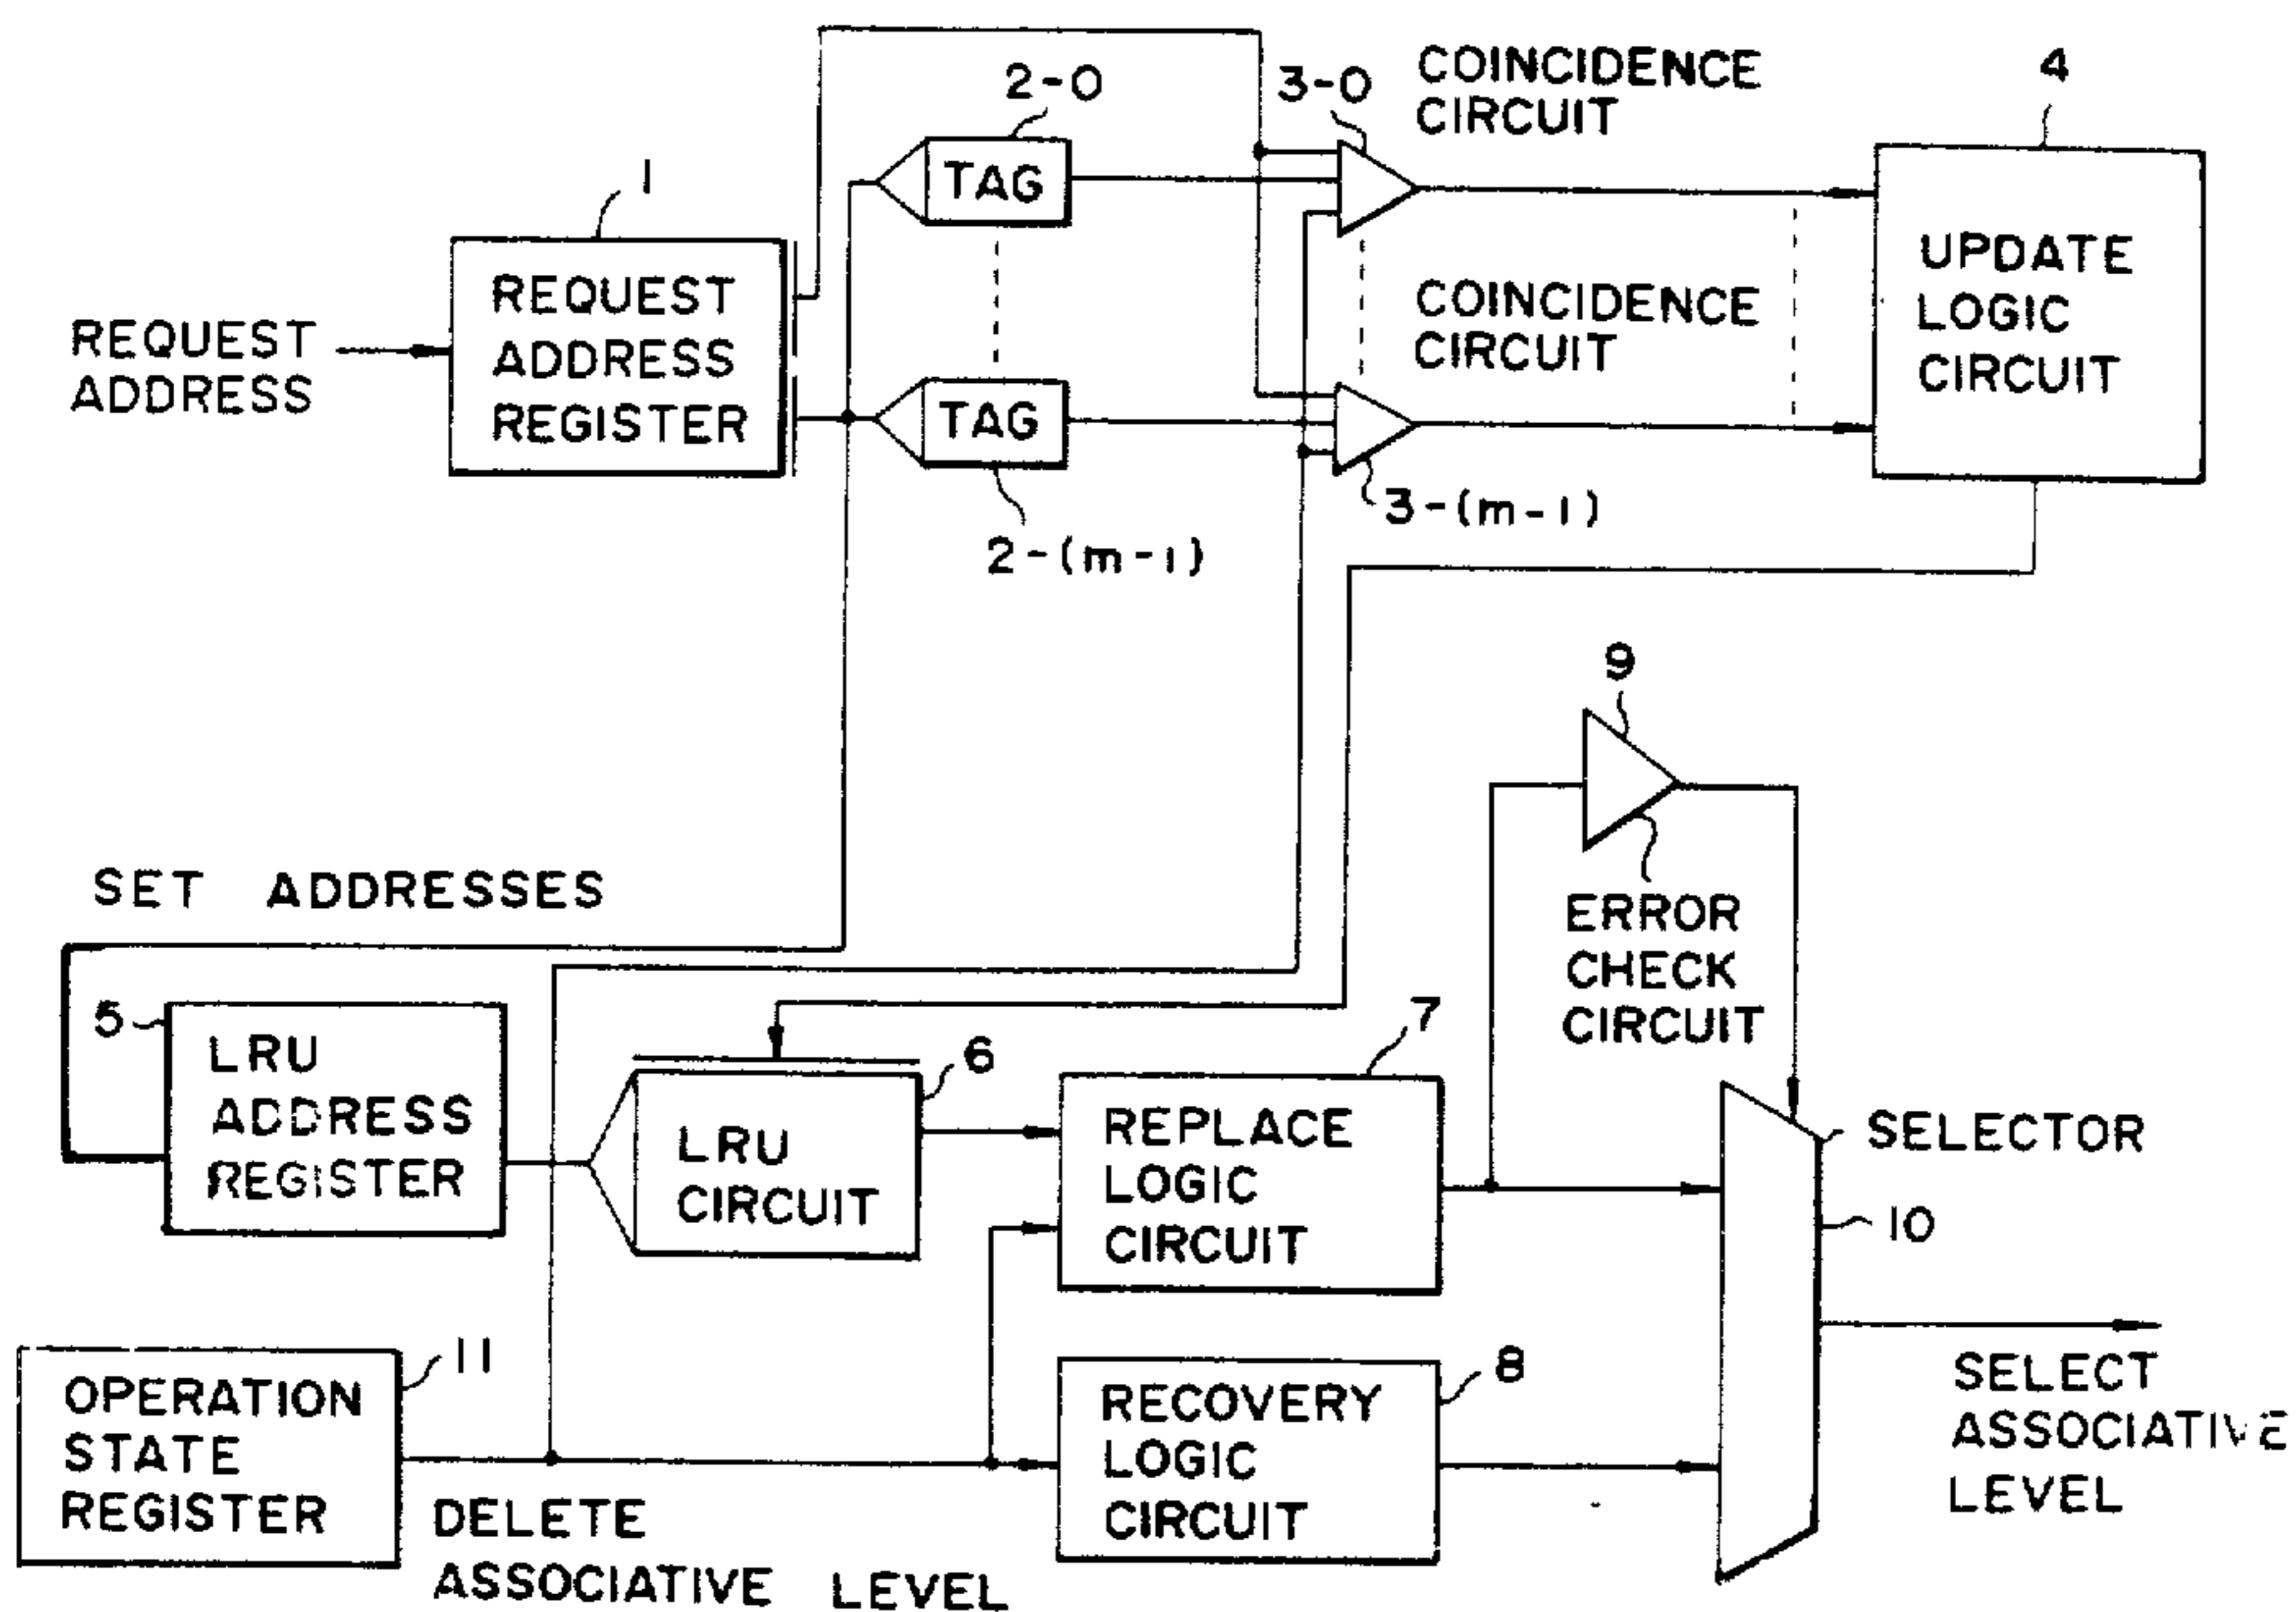 2-0
3-0
COINCIDENCE
CIRCUIT
4
TAG
1
REQUEST
ADDRESS
REGISTER
REQUEST
ADDRESS
COINCIDENCE
CIRCUIT
UPDATE
LOGIC
CIRCUIT
TAG
3-(m-1)
2-(m-1)
9
SET ADDRESSES
ERROR
CHECK
CIRCUIT
5
LRU
ADDRESS
REGISTER
6
LRU
CIRCUIT
7
REPLACE
LOGIC
CIRCUIT
SELECTOR
10
11
OPERATION
STATE
REGISTER
DELETE
ASSOCIATIVE LEVEL
8
RECOVERY
LOGIC
CIRCUIT
SELECT
ASSOCIATIVE
LEVEL